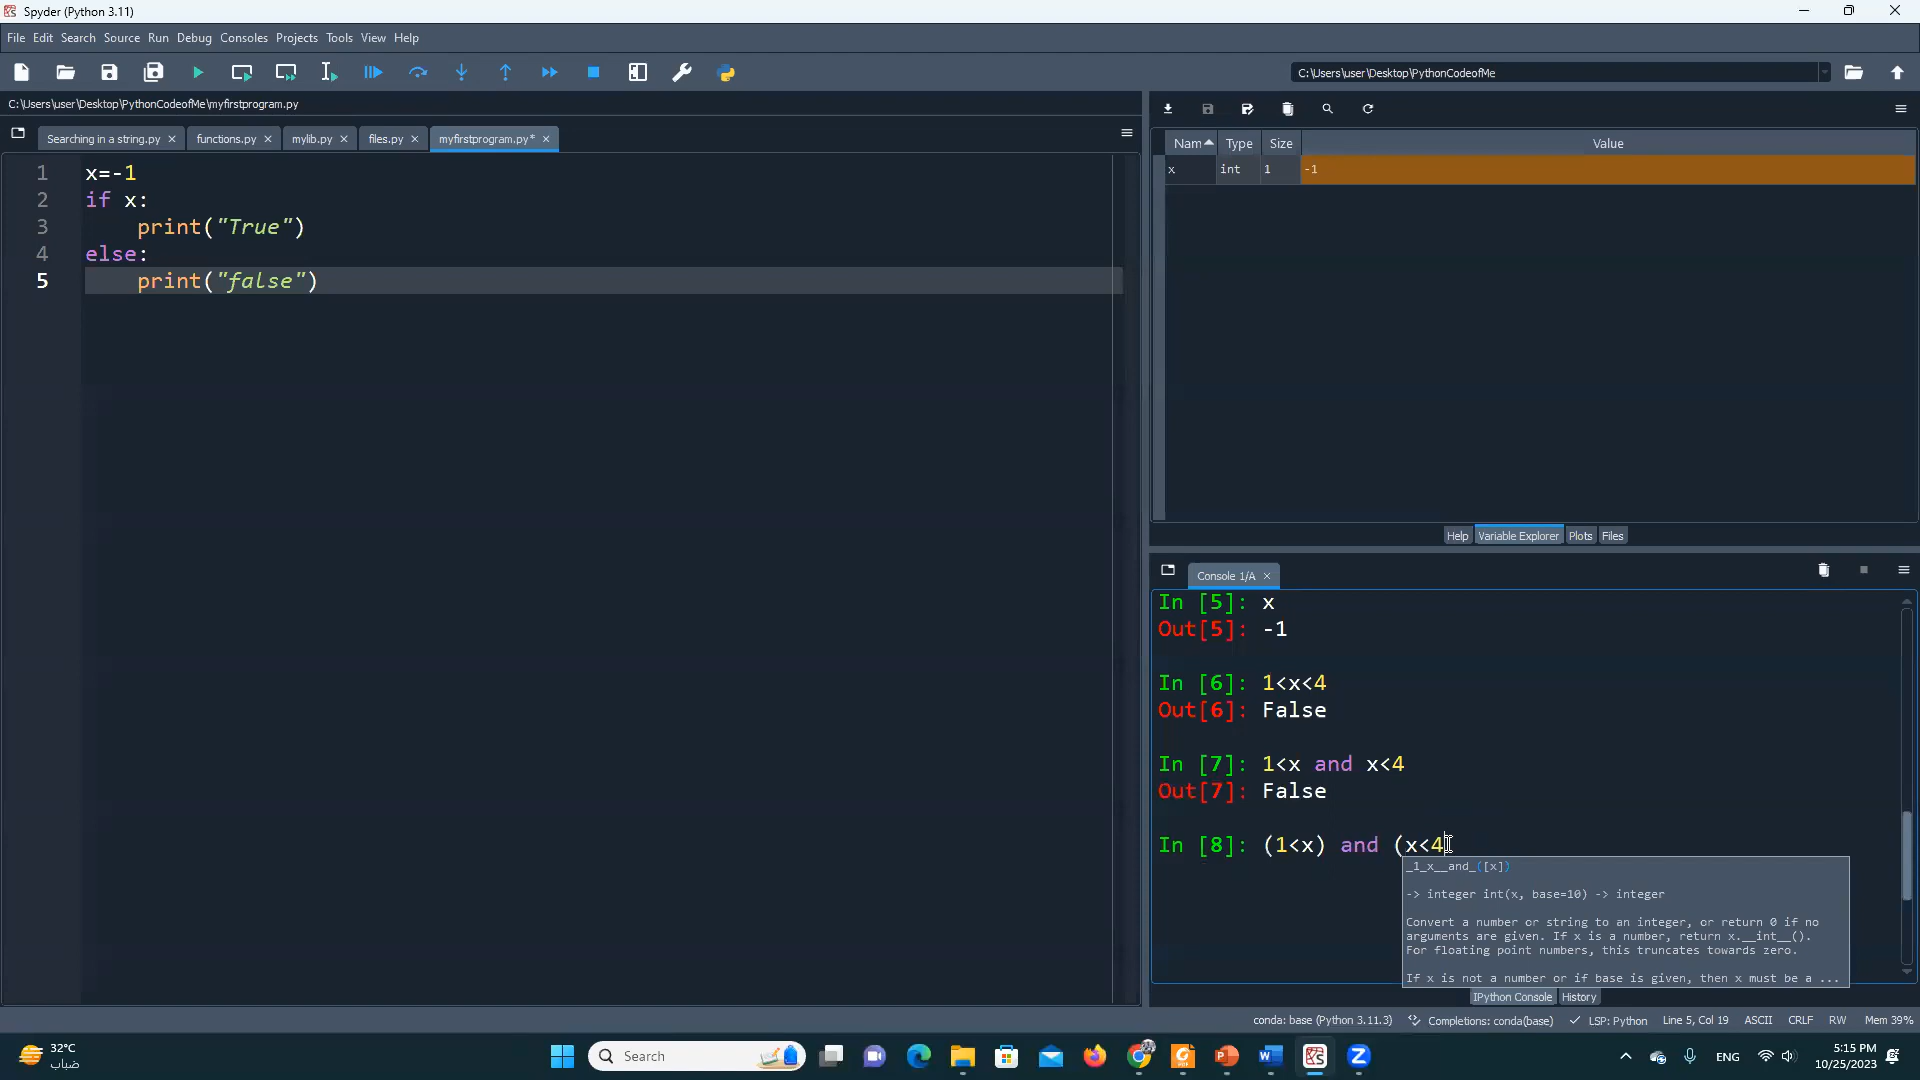 Spyder (Python 3.11)
File Edit Search Source Run Debug Consoles Projects Tools View Help
C:\Users\user\Desktop\PythonCodeofMe
C:\Users\user\Desktop\PythonCodeofMe\myfirstprogram.py
Searching in a string.py functions.py mylib.py files.py myfirstprogram.py*
1 x=-1
2 if x:
3 print("True")
4 else:
5 print("false")
Nam Type Size Value
x int 1 -1
Help Variable Explorer Plots Files
Console 1/A
In [5]: x
Out[5]: -1
In [6]: 1<x<4
Out[6]: False
In [7]: 1<x and x<4
Out[7]: False
In [8]: (1<x) and (x<4
_1_x__and_([x])
-> integer int(x, base=10) -> integer
Convert a number or string to an integer, or return 0 if no
arguments are given. If x is a number, return x.__int__().
For floating point numbers, this truncates towards zero.
If x is not a number or if base is given, then x must be a ...
IPython Console History
conda: base (Python 3.11.3) Completions: conda(base) LSP: Python Line 5, Col 19 ASCII CRLF RW Mem 39%
32°C
ضباب
Search
ENG
5:15 PM
10/25/2023